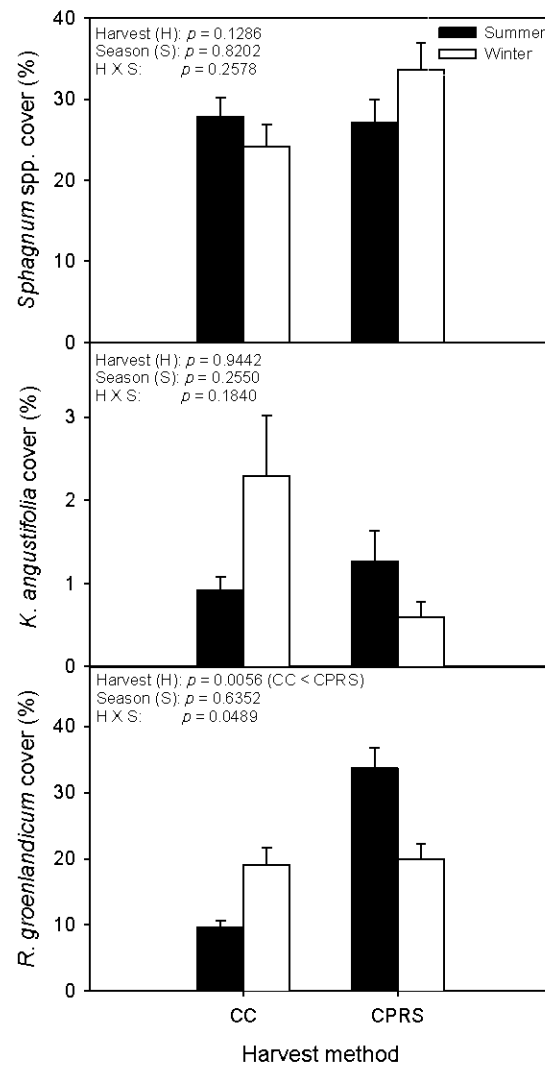 Harvest (H): p = 0.1286
Season (S): p = 0.8202
H X S: p = 0.2578
Summer
Winter
Sphagnum spp. cover (%)
40
30
20
10
0
Harvest (H): p = 0.9442
Season (S): p = 0.2550
H X S: p = 0.1840
K. angustifolia cover (%)
3
2
1
0
Harvest (H): p = 0.0056 (CC < CPRS)
Season (S): p = 0.6352
H X S: p = 0.0489
R. groenlandicum cover (%)
40
30
20
10
0
CC CPRS
Harvest method